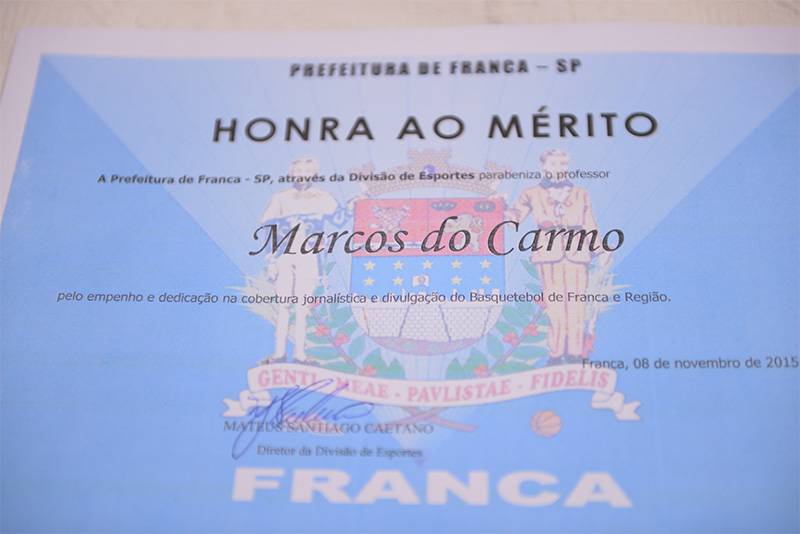 PREFEITURA DE FRANCA – SP
HONRA AO MÉRITO
A Prefeitura de Franca - SP, através da Divisão de Esportes parabeniza o professor
Marcos do Carmo
pelo empenho e dedicação na cobertura jornalística e divulgação do Basquetebol de Franca e Região.
Franca, 08 de novembro de 2015
GENTI MEAE - PAVLISTAE - FIDELIS
MATEUS SANTIAGO CAETANO
Diretor da Divisão de Esportes
FRANCA